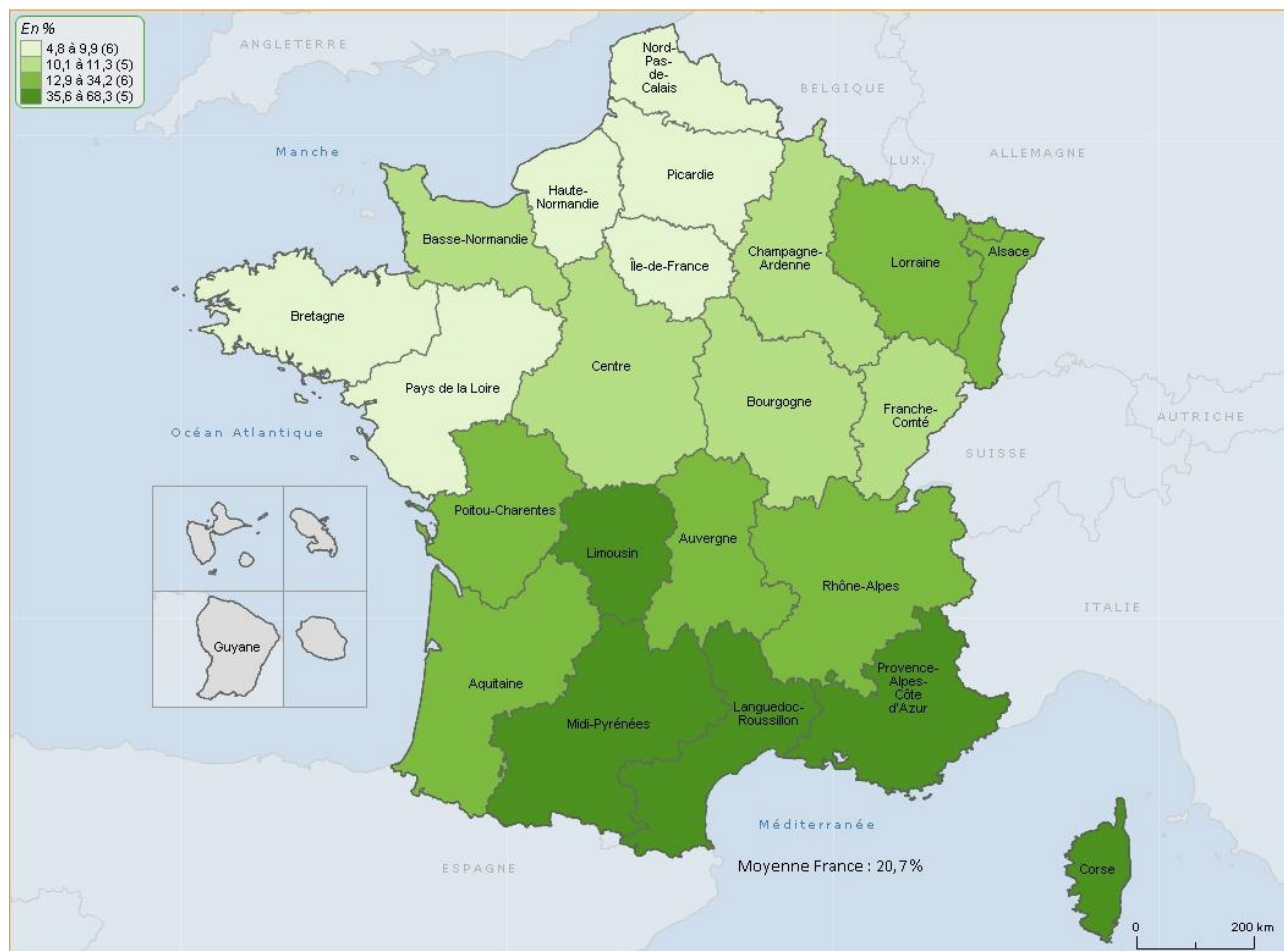 En %
4,8 à 9,9 (6)
10,1 à 11,3 (5)
12,9 à 34,2 (6)
35,6 à 68,3 (5)
ANGLETERRE
Nord-
Pas-
de-
Calais
BELGIQUE
Manche
LUX.
ALLEMAGNE
Picardie
Haute-
Normandie
Basse-Normandie
Île-de-France
Champagne-
Ardenne
Lorraine
Alsace
Bretagne
Centre
Pays de la Loire
Bourgogne
Franche-
Comté
AUTRICHE
Océan Atlantique
SUISSE
Poitou-Charentes
Limousin
Auvergne
Rhône-Alpes
ITALIE
Guyane
Aquitaine
Midi-Pyrénées
Languedoc-
Roussillon
Provence-
Alpes-
Côte
d'Azur
Méditerranée
ESPAGNE
Moyenne France : 20,7%
Corse
0 200 km